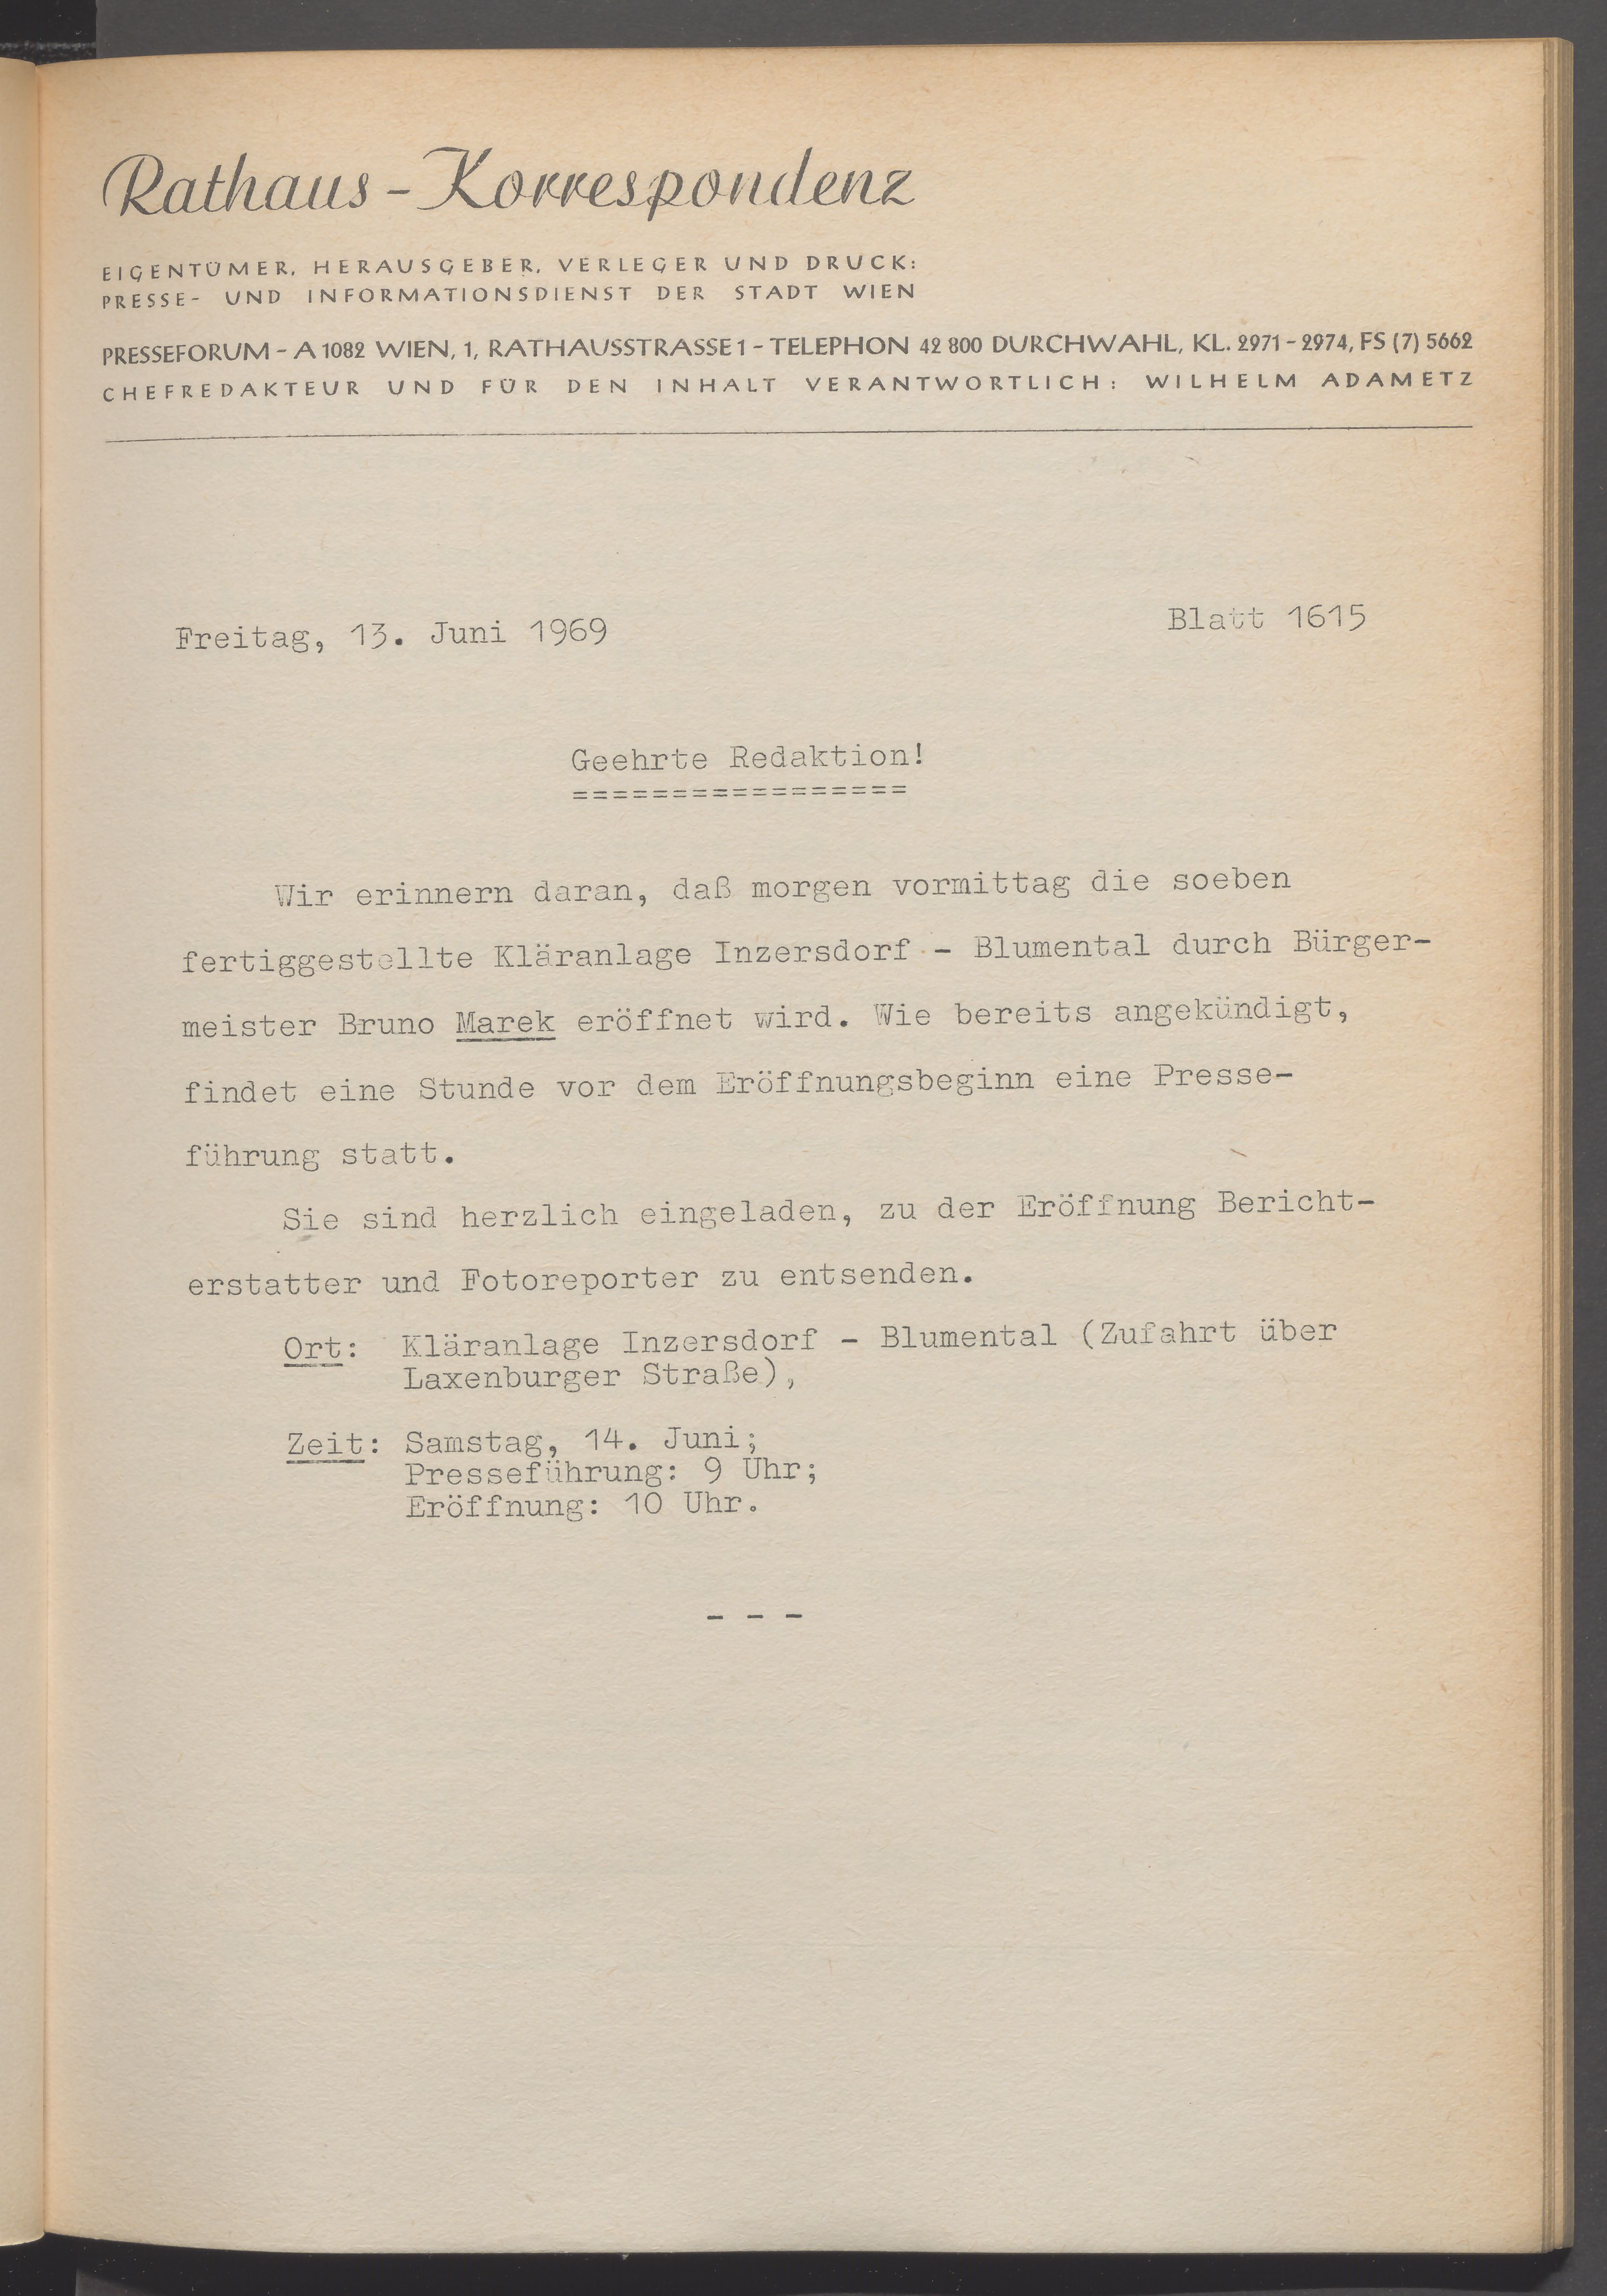 Rathaus-Korrespondenz
EIGENTÜMER, HERAUSGEBER, VERLEGER UND DRUCK:
PRESSE- UND INFORMATIONSDIENST DER STADT WIEN
PRESSEFORUM - A 1082 WIEN, 1, RATHAUSSTRASSE 1 - TELEPHON 42 800 DURCHWAHL, KL. 2971 - 2974, FS (7) 5662
CHEFREDAKTEUR UND FÜR DEN INHALT VERANTWORTLICH: WILHELM ADAMETZ
Freitag, 13. Juni 1969 Blatt 1615
Geehrte Redaktion!
=================
Wir erinnern daran, daß morgen vormittag die soeben
fertiggestellte Kläranlage Inzersdorf - Blumental durch Bürger-
meister Bruno Marek eröffnet wird. Wie bereits angekündigt,
findet eine Stunde vor dem Eröffnungsbeginn eine Presse-
führung statt.
Sie sind herzlich eingeladen, zu der Eröffnung Bericht-
erstatter und Fotoreporter zu entsenden.
Ort: Kläranlage Inzersdorf - Blumental (Zufahrt über
Laxenburger Straße),
Zeit: Samstag, 14. Juni;
Presseführung: 9 Uhr;
Eröffnung: 10 Uhr.
- - -